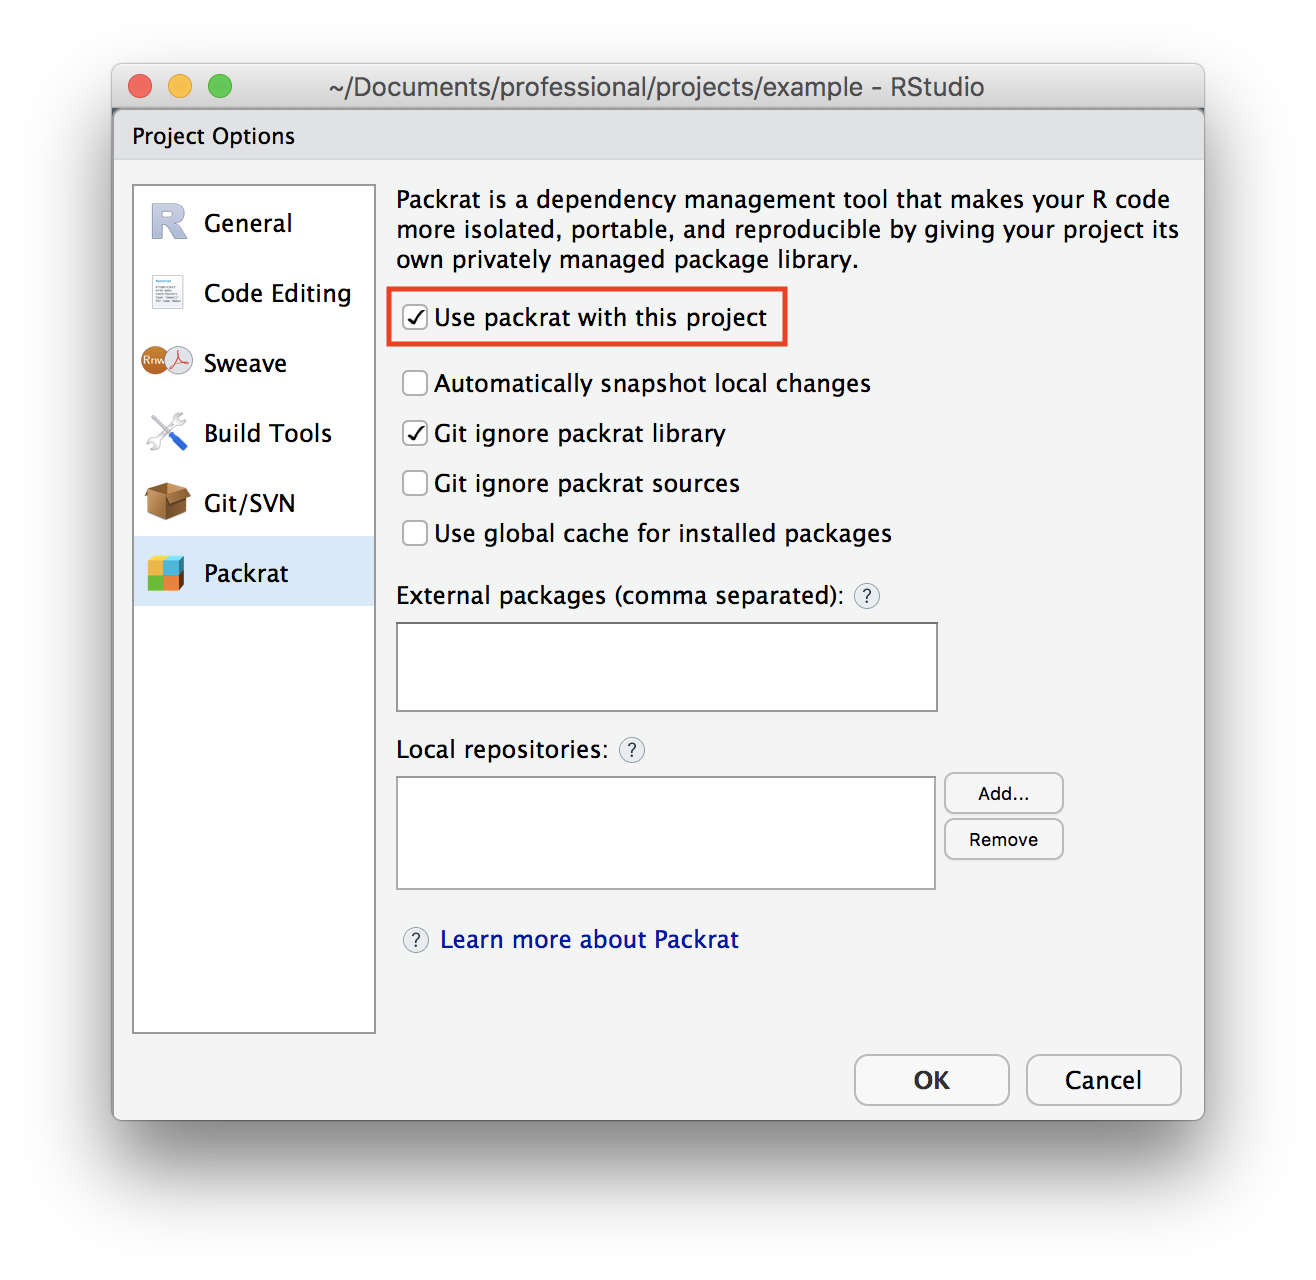 ~/Documents/professional/projects/example - RStudio
Project Options
R
General
Code Editing
Rnw
Sweave
Build Tools
Git/SVN
Packrat
Packrat is a dependency management tool that makes your R code
more isolated, portable, and reproducible by giving your project its
own privately managed package library.
Use packrat with this project
Automatically snapshot local changes
Git ignore packrat library
Git ignore packrat sources
Use global cache for installed packages
External packages (comma separated): ?
Local repositories: ?
Add...
Remove
? Learn more about Packrat
OK
Cancel